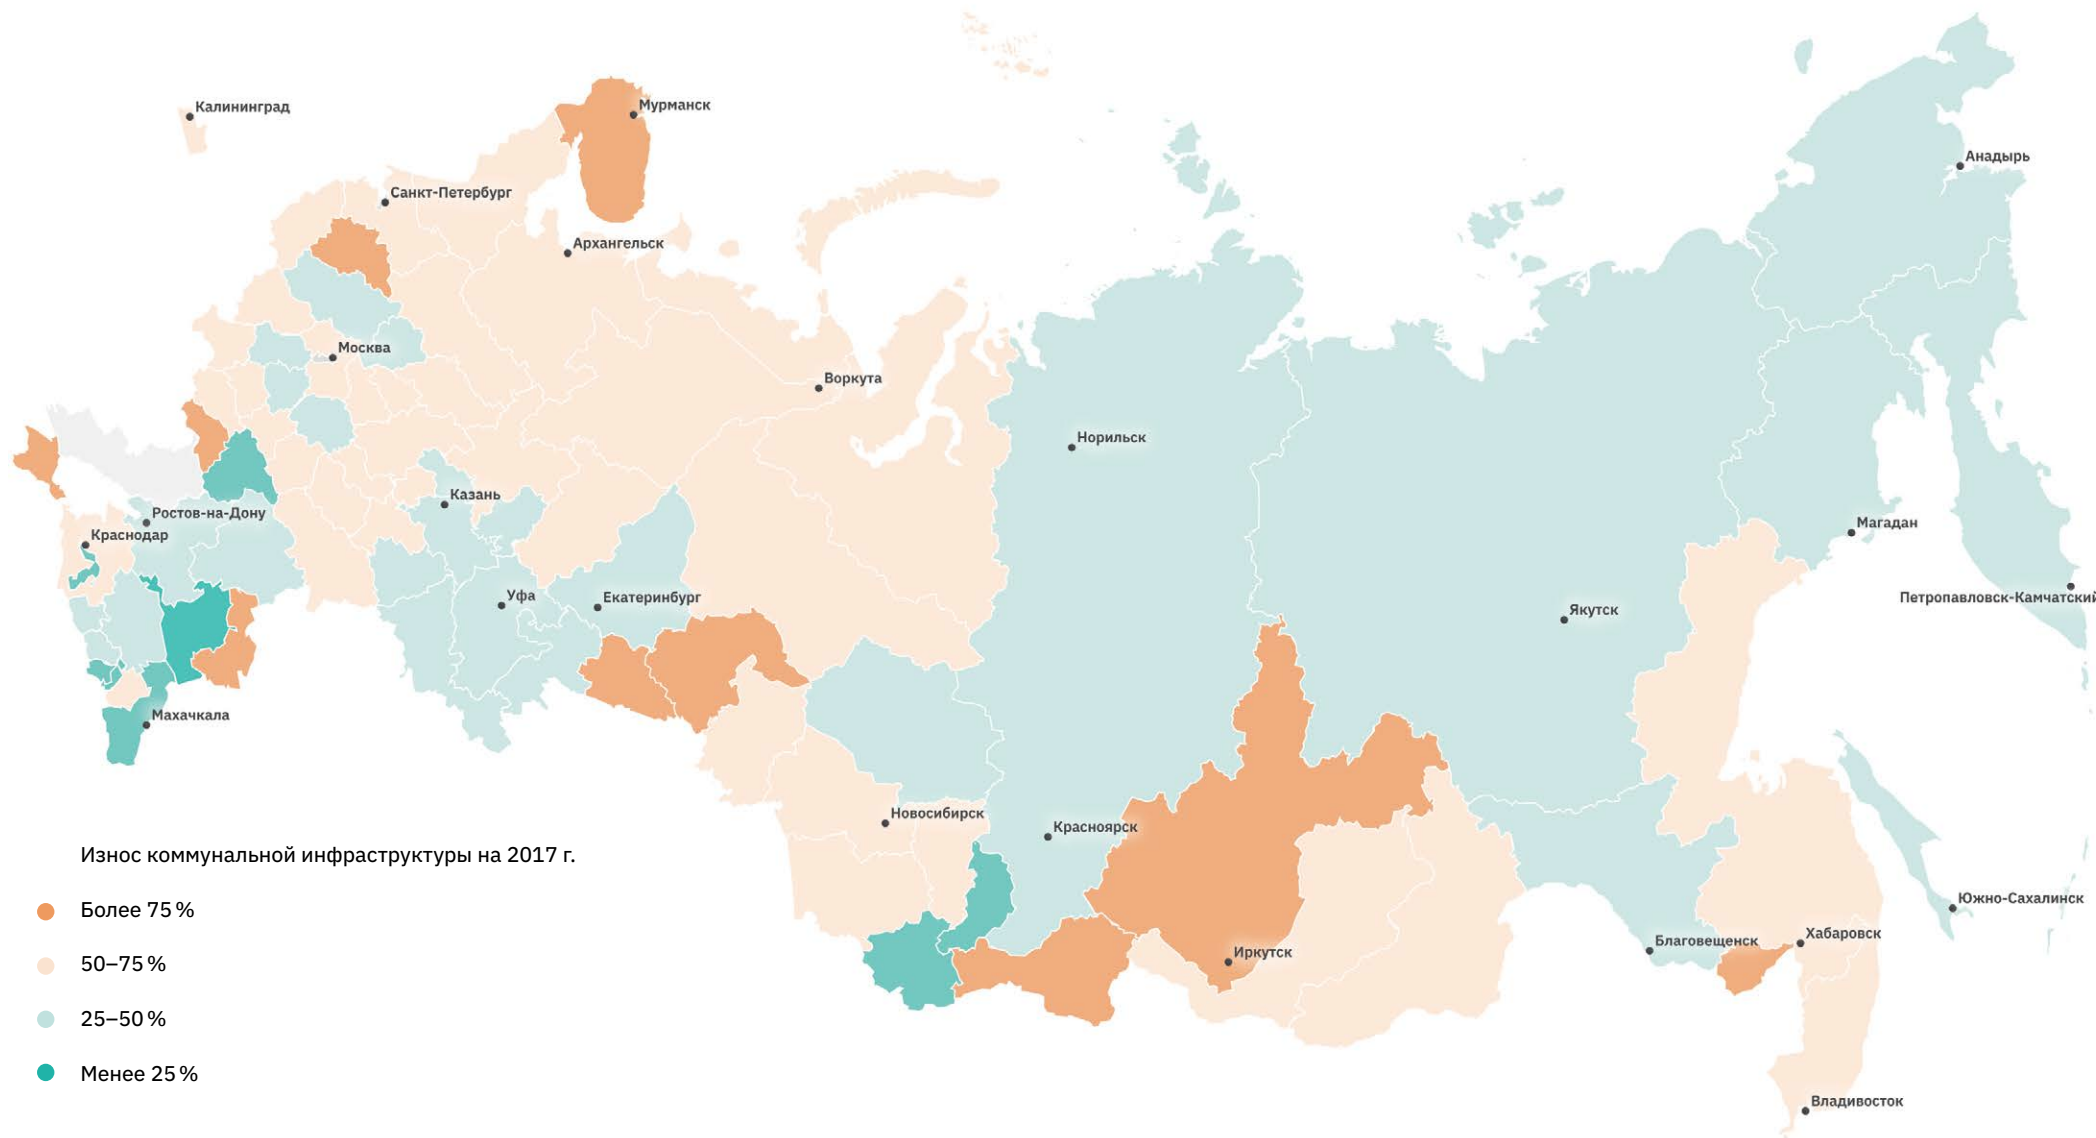 Калининград
Мурманск
Анадырь
Санкт-Петербург
Архангельск
Москва
Воркута
Норильск
Казань
Ростов-на-Дону
Краснодар
Магадан
Уфа
Екатеринбург
Петропавловск-Камчатский
Якутск
Махачкала
Новосибирск
Красноярск
Износ коммунальной инфраструктуры на 2017 г.
Более 75 %
50–75 %
25–50 %
Менее 25 %
Южно-Сахалинск
Хабаровск
Благовещенск
Иркутск
Владивосток